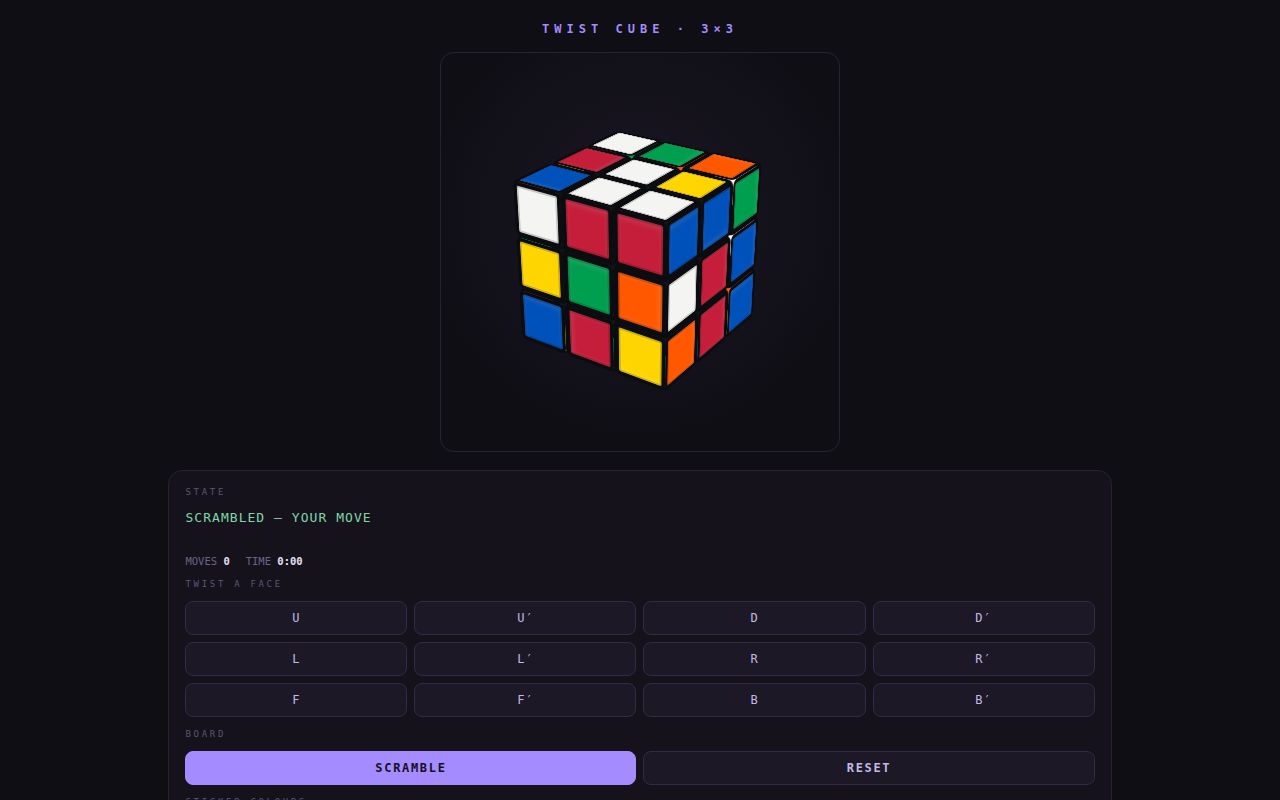 TWIST CUBE · 3×3
STATE
SCRAMBLED — YOUR MOVE
MOVES 0 TIME 0:00
TWIST A FACE
U U′ D D′
L L′ R R′
F F′ B B′
BOARD
SCRAMBLE RESET